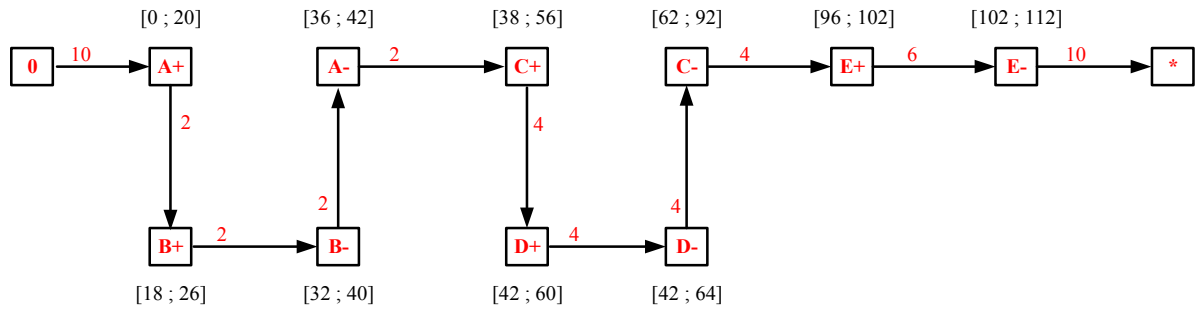 [0 ; 20] [36 ; 42] [38 ; 56] [62 ; 92] [96 ; 102] [102 ; 112]
0 10 A+ A- 2 C+ C- 4 E+ 6 E- 10 *
2 4
2 4
B+ 2 B- D+ 4 D-
[18 ; 26] [32 ; 40] [42 ; 60] [42 ; 64]